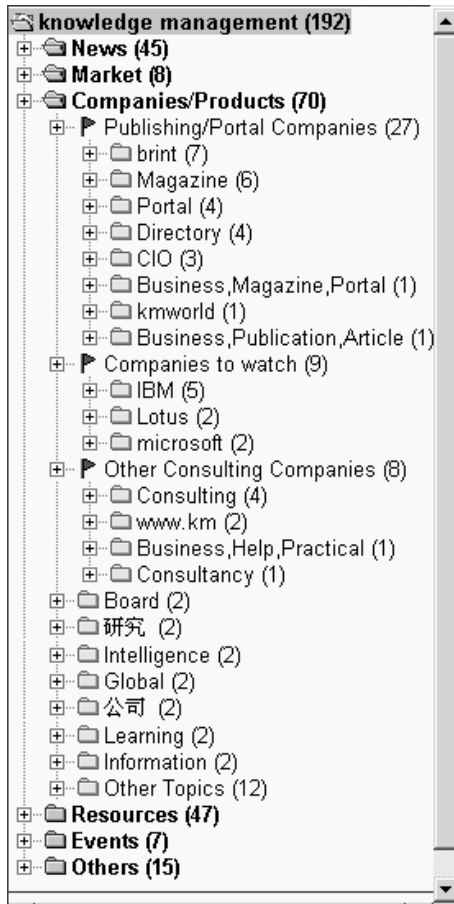 knowledge management (192)
News (45)
Market (8)
Companies/Products (70)
Publishing/Portal Companies (27)
brint (7)
Magazine (6)
Portal (4)
Directory (4)
CIO (3)
Business,Magazine,Portal (1)
kmworld (1)
Business,Publication,Article (1)
Companies to watch (9)
IBM (5)
Lotus (2)
microsoft (2)
Other Consulting Companies (8)
Consulting (4)
www.km (2)
Business,Help,Practical (1)
Consultancy (1)
Board (2)
研究 (2)
Intelligence (2)
Global (2)
公司 (2)
Learning (2)
Information (2)
Other Topics (12)
Resources (47)
Events (7)
Others (15)